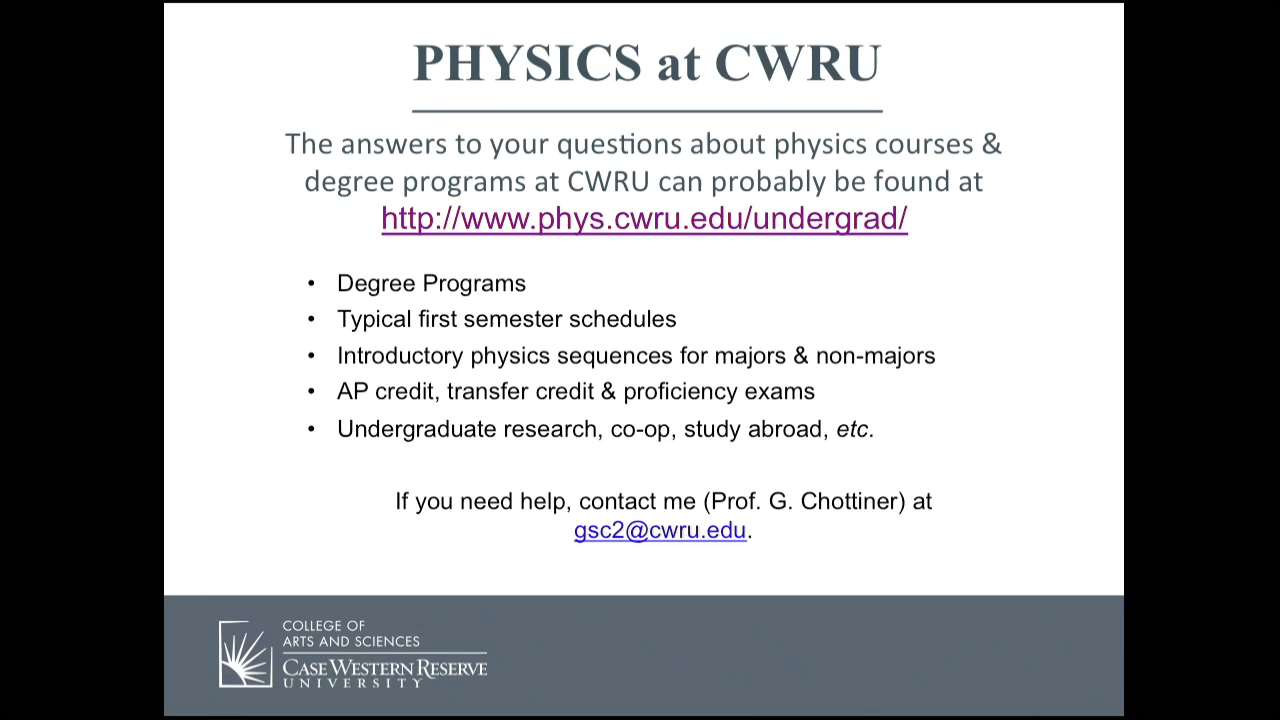 PHYSICS at CWRU
The answers to your questions about physics courses &
degree programs at CWRU can probably be found at
http://www.phys.cwru.edu/undergrad/
• Degree Programs
• Typical first semester schedules
• Introductory physics sequences for majors & non-majors
• AP credit, transfer credit & proficiency exams
• Undergraduate research, co-op, study abroad, etc.
If you need help, contact me (Prof. G. Chottiner) at
gsc2@cwru.edu.
COLLEGE OF
ARTS AND SCIENCES
CASE WESTERN RESERVE
UNIVERSITY